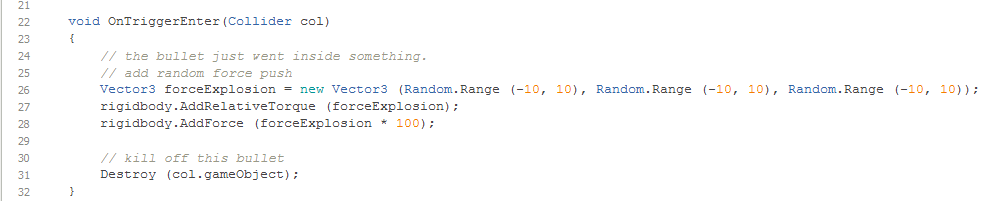 21
22 void OnTriggerEnter(Collider col)
23 {
24 // the bullet just went inside something.
25 // add random force push
26 Vector3 forceExplosion = new Vector3 (Random.Range (-10, 10), Random.Range (-10, 10), Random.Range (-10, 10));
27 rigidbody.AddRelativeTorque (forceExplosion);
28 rigidbody.AddForce (forceExplosion * 100);
29
30 // kill off this bullet
31 Destroy (col.gameObject);
32 }